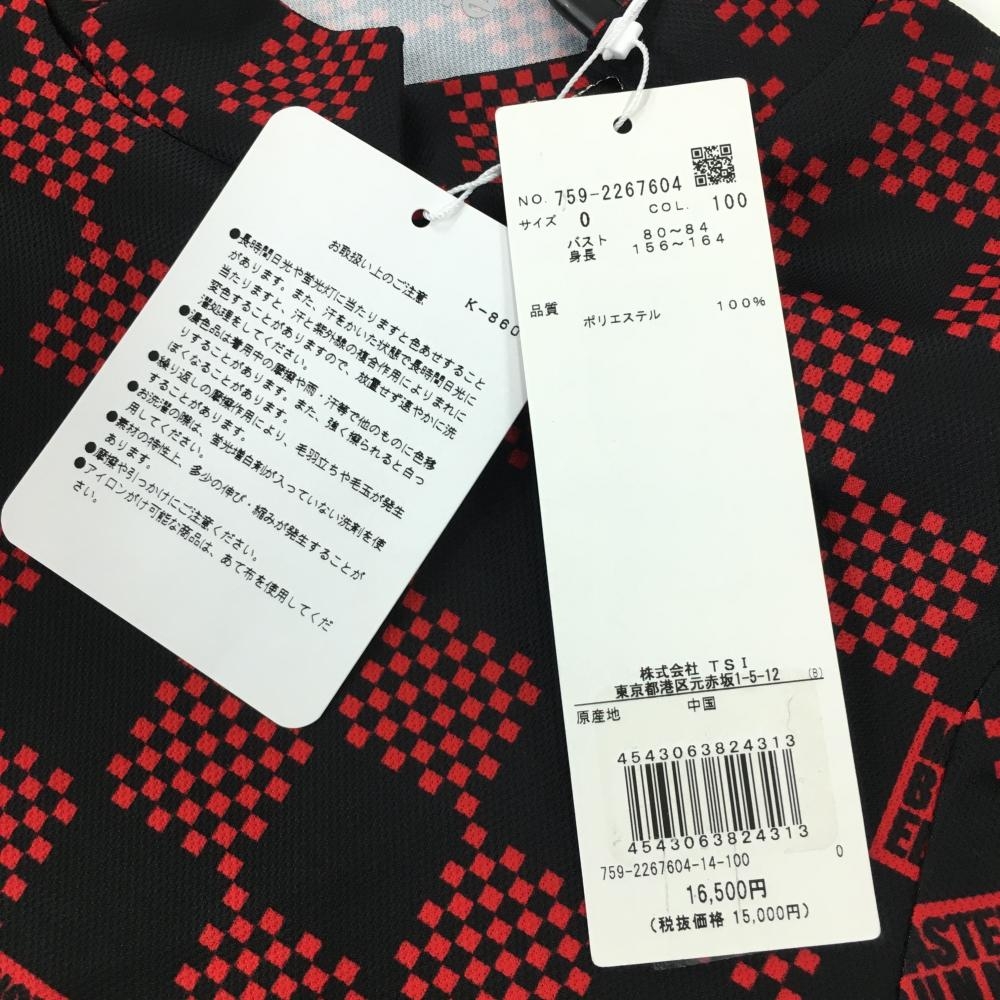 お取扱い上のご注意
K-860
●長時間日光や蛍光灯に当たりますと色あせすること
があります。また、汗をかいた状態で長時間日光に
当たりますと、汗と紫外線の複合作用によりまれに
変色することがありますので、放置せず速やかに洗
濯処理をしてください。
●濃色品は着用中の摩擦や雨・汗等で他のものに色移
りすることがあります。また、強く擦られると白っ
ぽくなることがあります。
●繰り返しの摩擦作用により、毛羽立ちや毛玉が発生
することがあります。
●お洗濯の際は、蛍光増白剤が入っていない洗剤を使
用してください。
●素材の特性上、多少の伸び・縮みが発生することが
あります。
●摩擦や引っかけにご注意ください。
●アイロンがけ可能な商品は、あて布を使用してくだ
さい。
NO. 759-2267604
サイズ 0 COL. 100
バスト 80～84
身長 156～164
品質 ポリエステル 100%
株式会社 TSI
東京都港区元赤坂1-5-12 (B)
原産地 中国
4543063824313
4543063824313
759-2267604-14-100 0
16,500円
(税抜価格 15,000円)